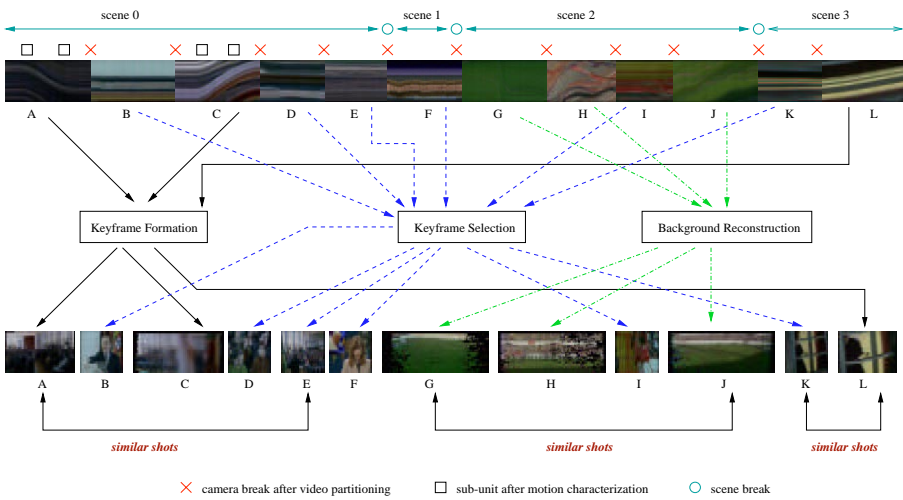 scene 0
scene 1
scene 2
scene 3
A B C D E F G H I J K L
Keyframe Formation
Keyframe Selection
Background Reconstruction
A B C D E F G H I J K L
similar shots
similar shots
similar shots
camera break after video partitioning
sub-unit after motion characterization
scene break